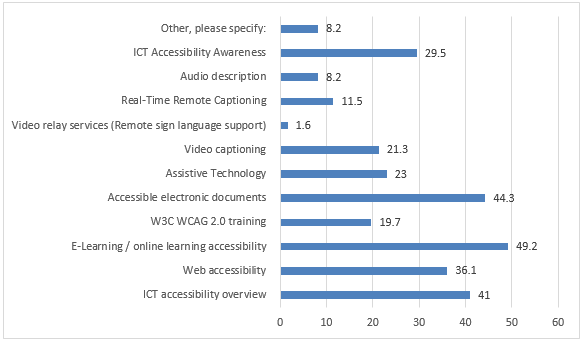 Other, please specify: 8.2
ICT Accessibility Awareness 29.5
Audio description 8.2
Real-Time Remote Captioning 11.5
Video relay services (Remote sign language support) 1.6
Video captioning 21.3
Assistive Technology 23
Accessible electronic documents 44.3
W3C WCAG 2.0 training 19.7
E-Learning / online learning accessibility 49.2
Web accessibility 36.1
ICT accessibility overview 41
0 10 20 30 40 50 60